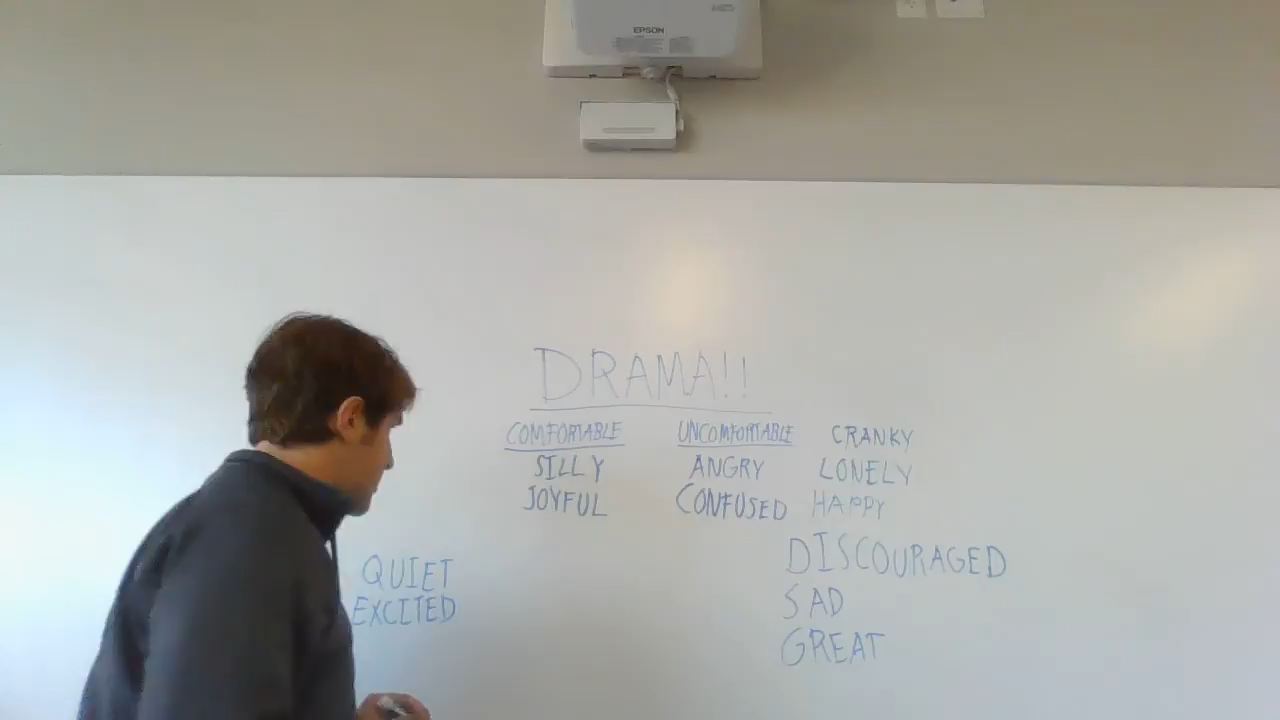 EPSON
DRAMA!!
COMFORTABLE UNCOMFORTABLE CRANKY
SILLY ANGRY LONELY
JOYFUL CONFUSED HAPPY
DISCOURAGED
QUIET
EXCITED SAD
GREAT